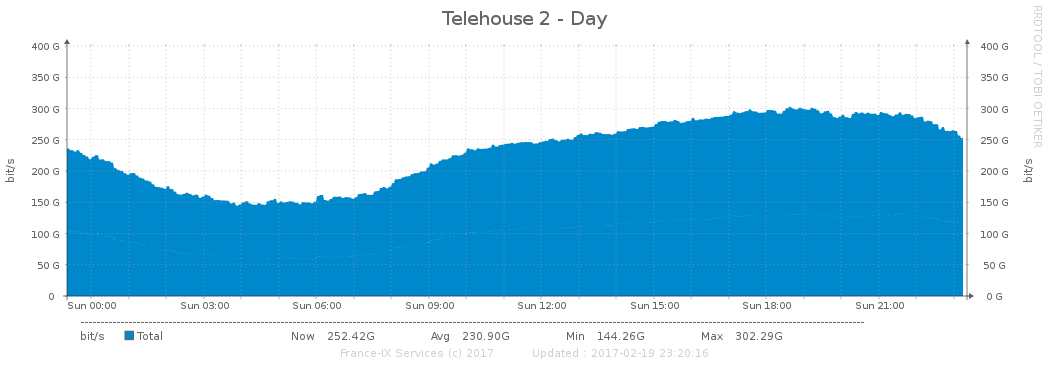 Telehouse 2 - Day
RRDTOOL / TOBI OETIKER
400 G 400 G
350 G 350 G
300 G 300 G
250 G 250 G
200 G 200 G
150 G 150 G
100 G 100 G
50 G 50 G
0 0 G
bit/s
bit/s
Sun 00:00 Sun 03:00 Sun 06:00 Sun 09:00 Sun 12:00 Sun 15:00 Sun 18:00 Sun 21:00
bit/s Total Now 252.42G Avg 230.90G Min 144.26G Max 302.29G
France-IX Services (c) 2017 Updated : 2017-02-19 23:20:16